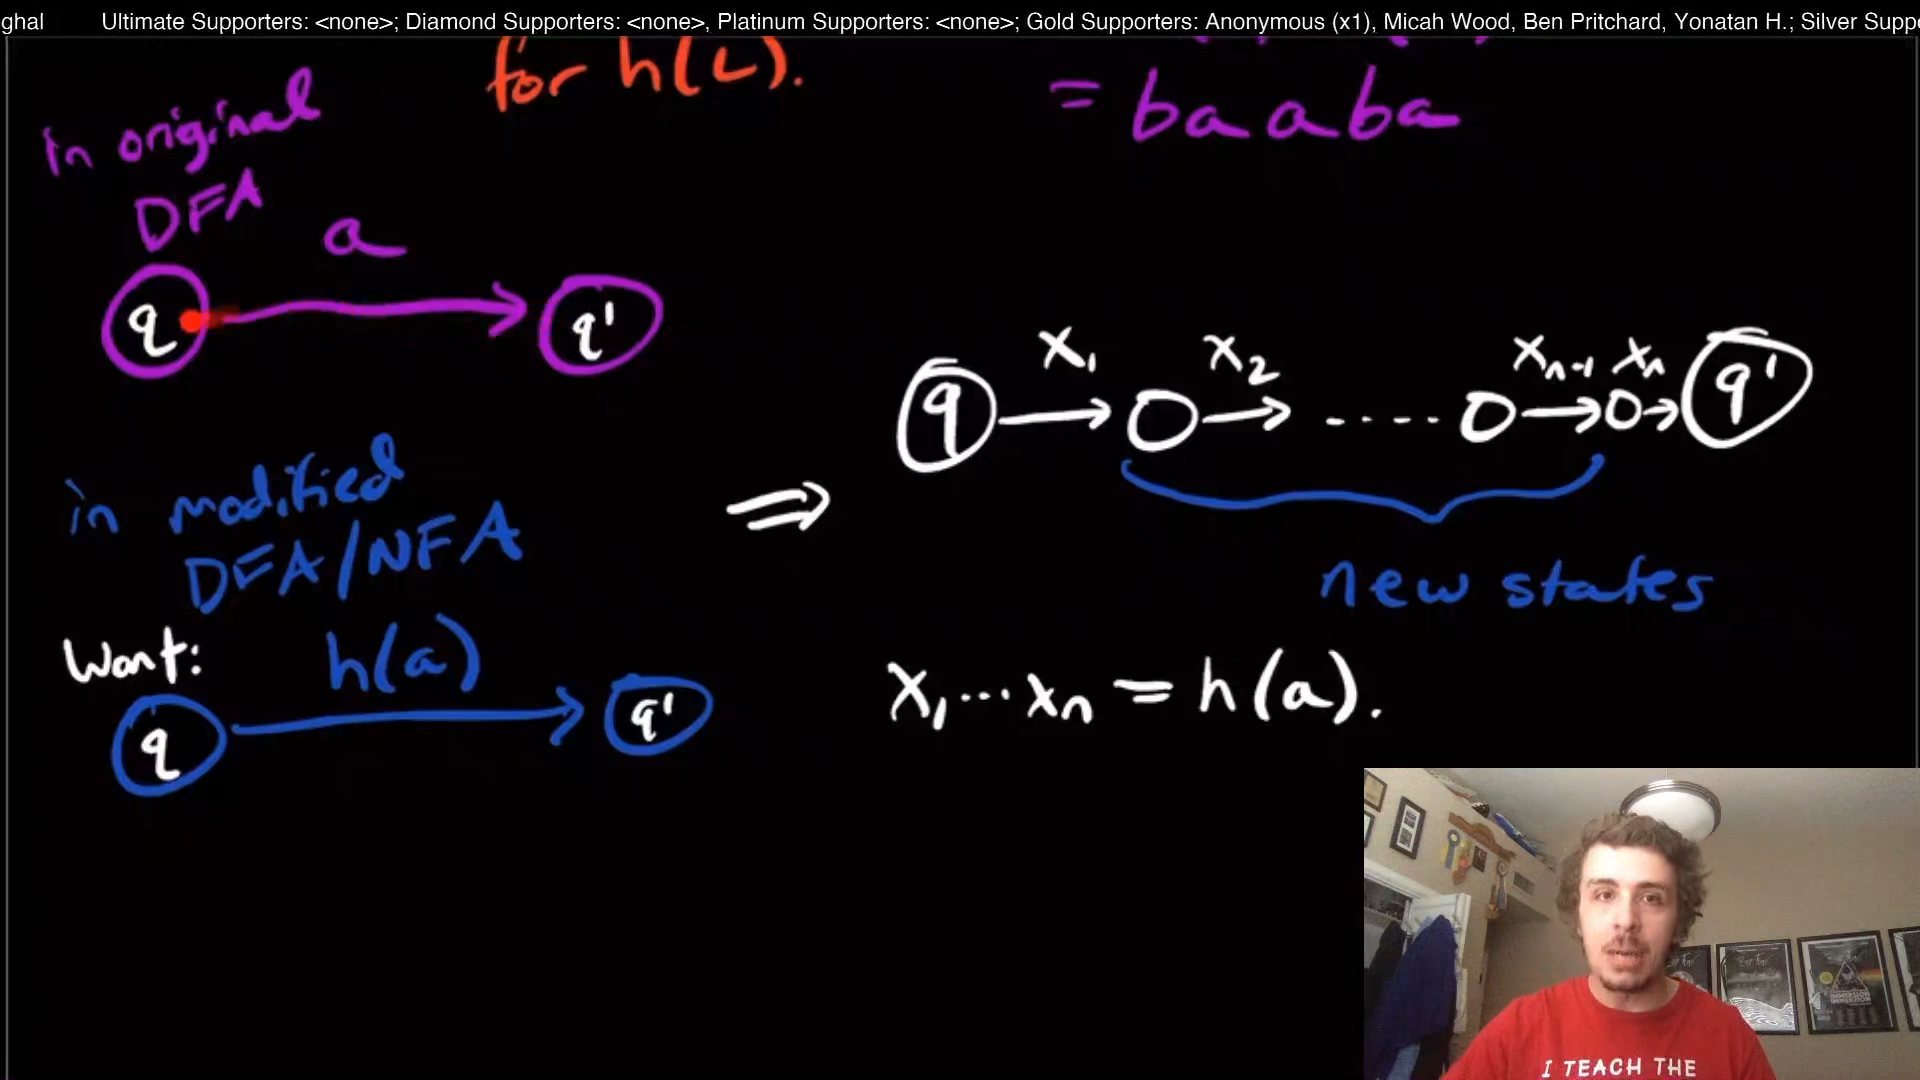 ghal Ultimate Supporters: <none>; Diamond Supporters: <none>, Platinum Supporters: <none>; Gold Supporters: Anonymous (x1), Micah Wood, Ben Pritchard, Yonatan H.; Silver Suppo
for h(L).
= baaba
in original
DFA
a
q
q'
x₁ x₂ xₙ₋₁ xₙ
q
.....
q'
in modified
DFA/NFA
⇒
new states
Want:
h(a)
q
q'
x₁...xₙ = h(a).
I TEACH THE